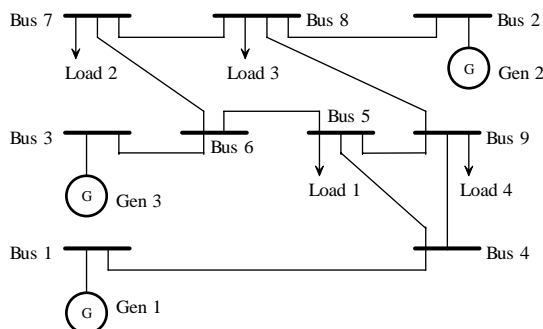 Bus 7
Bus 8
Bus 2
Load 2
Load 3
G
Gen 2
Bus 3
Bus 6
Bus 5
Bus 9
G
Gen 3
Load 1
Load 4
Bus 1
Bus 4
G
Gen 1